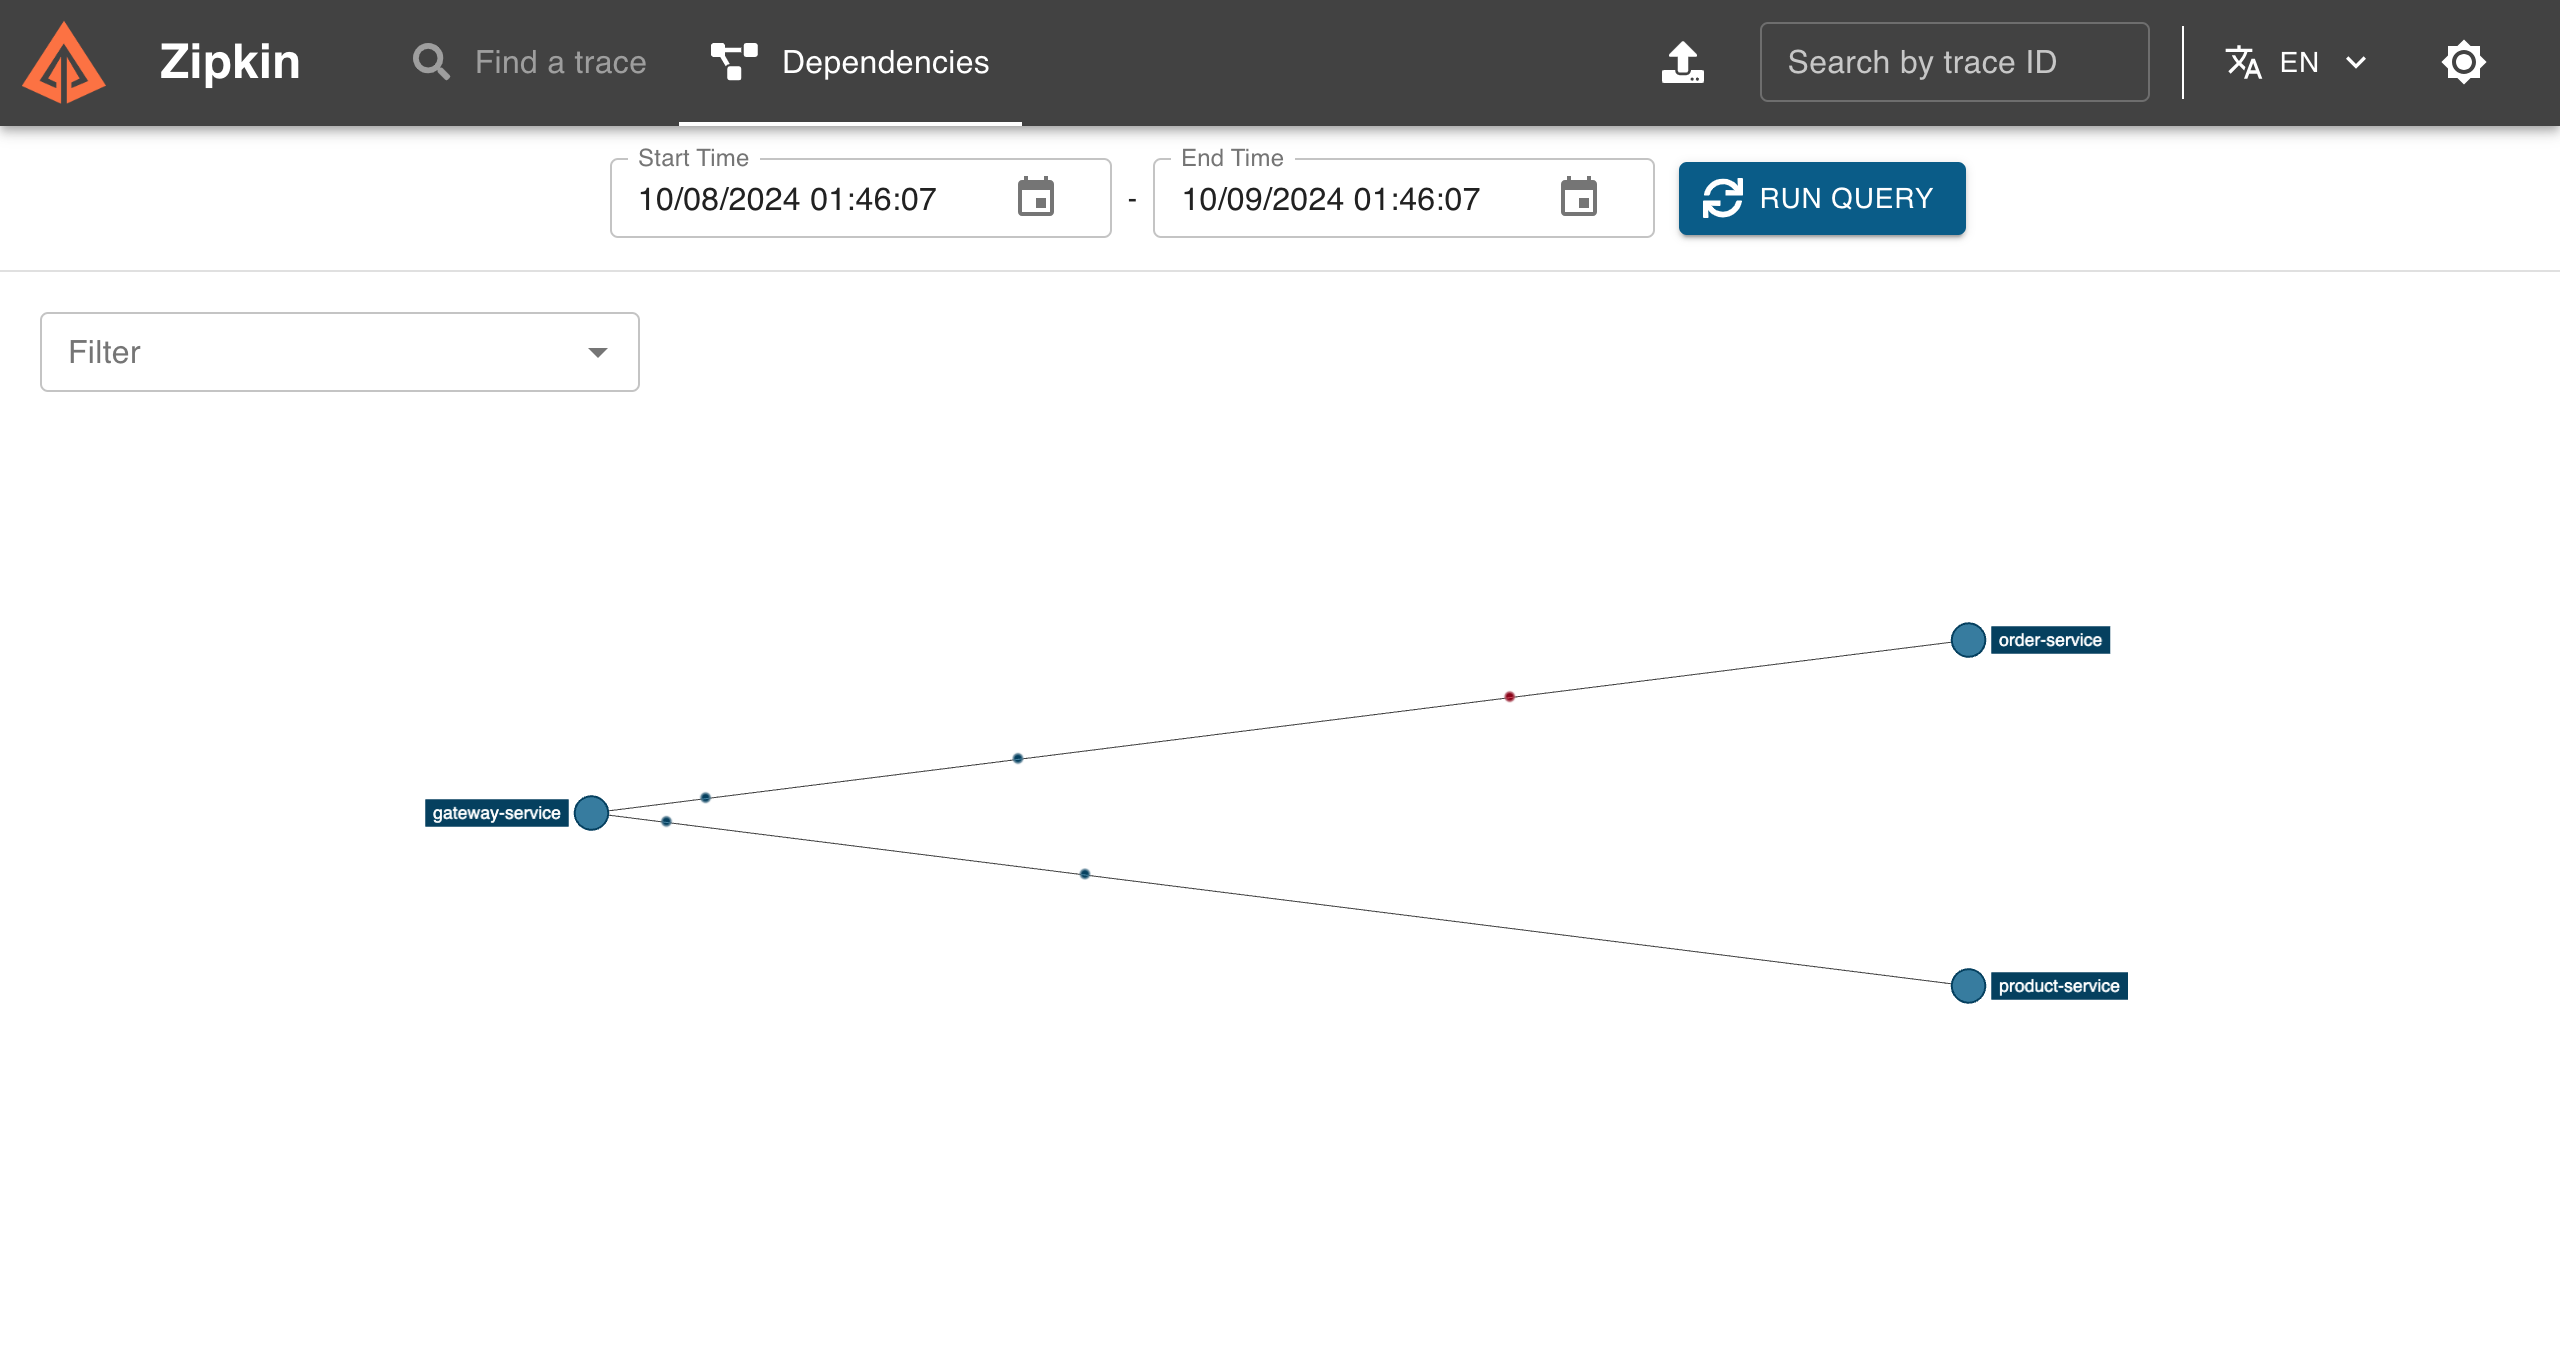 Zipkin
Find a trace
Dependencies
Search by trace ID
EN
Start Time
10/08/2024 01:46:07
-
End Time
10/09/2024 01:46:07
RUN QUERY
Filter
order-service
gateway-service
product-service